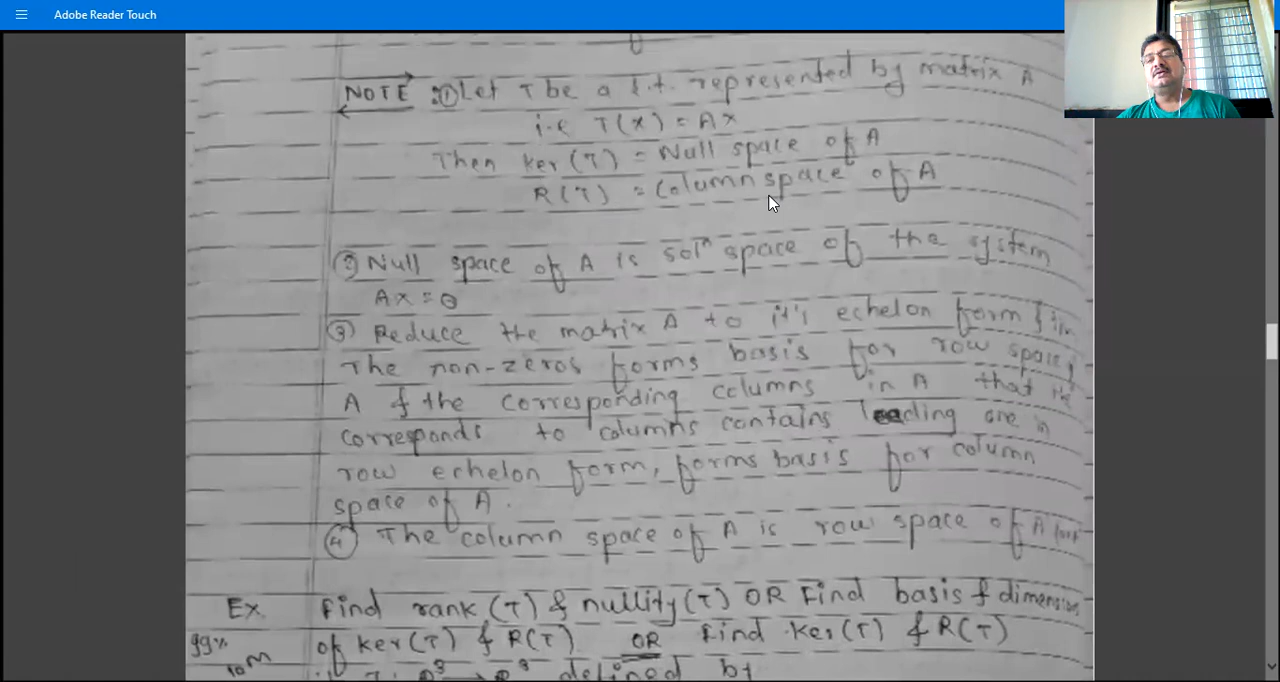 Adobe Reader Touch
NOTE :① Let T be a l.t. represented by matrix A
i.e T(x) = Ax
Then ker(T) = Null space of A
R(T) = Column space of A
② Null space of A is solⁿ space of the system
Ax = 0
③ Reduce the matrix A to it's echelon form
The non-zeros forms basis for row space
A & the corresponding columns in A that
corresponds to columns contains leading one in
row echelon form, forms basis for column
space of A.
④ The column space of A is row space of A
Ex. Find rank(T) & nullity(T) OR Find basis & dimension
of ker(T) & R(T) OR Find ker(T) & R(T)
10M
defined by